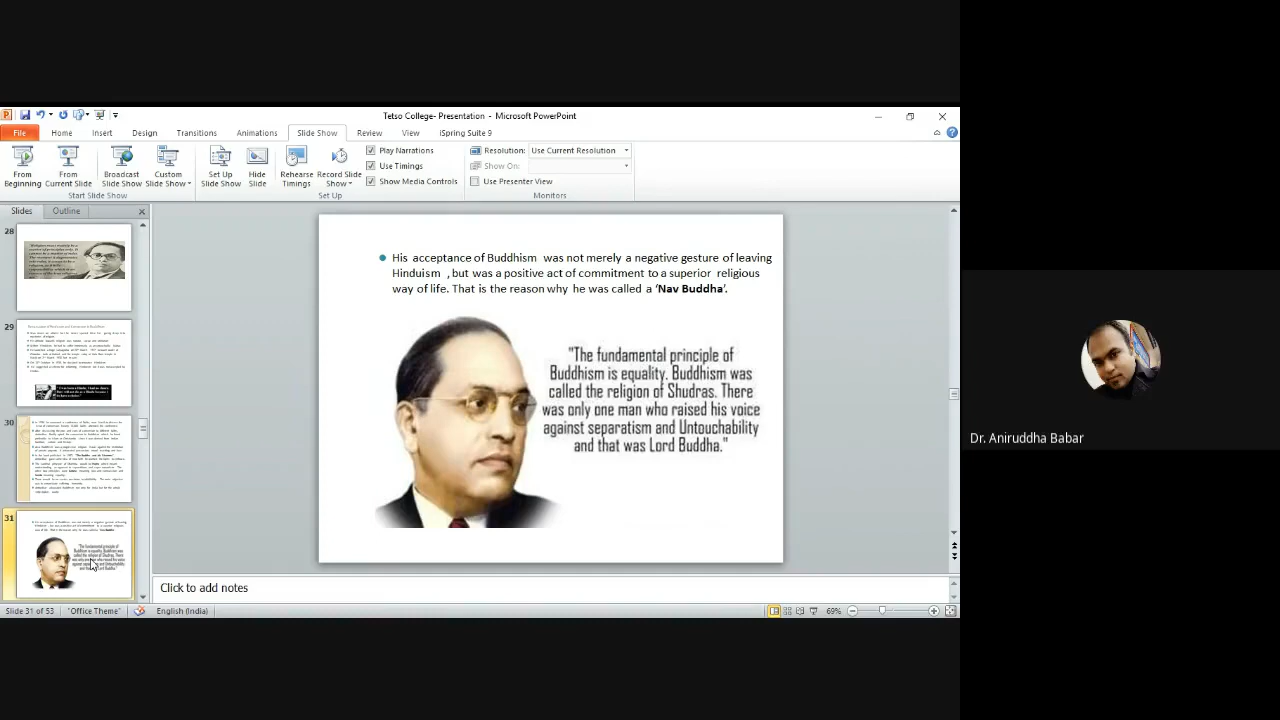 Tetso College- Presentation - Microsoft PowerPoint
File Home Insert Design Transitions Animations Slide Show Review View iSpring Suite 9
From Beginning
From Current Slide
Broadcast Slide Show
Custom Slide Show
Set Up Slide Show
Hide Slide
Rehearse Timings
Record Slide Show
Play Narrations
Use Timings
Show Media Controls
Resolution: Use Current Resolution
Show On:
Use Presenter View
Start Slide Show Set Up Monitors
Slides Outline
28
29
30
31
His acceptance of Buddhism was not merely a negative gesture of leaving
Hinduism , but was a positive act of commitment to a superior religious
way of life. That is the reason why he was called a ‘Nav Buddha’.
"The fundamental principle of
Buddhism is equality. Buddhism was
called the religion of Shudras. There
was only one man who raised his voice
against separatism and Untouchability
and that was Lord Buddha."
Click to add notes
Slide 31 of 53 "Office Theme" English (India) 69%
Dr. Aniruddha Babar